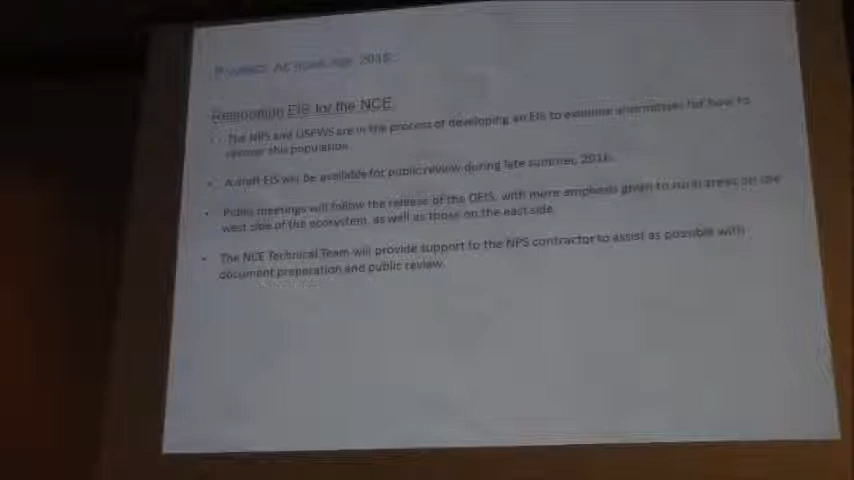 2016:
Restoration EIS for the NCE
• The NPS and USFWS are in the process of developing an EIS to examine alternatives for how to
recover this population.
• A draft EIS will be available for public review during late summer, 2016.
• Public meetings will follow the release of the DEIS, with more emphasis given to rural areas on the
west side of the ecosystem, as well as those on the east side.
• The NCE Technical Team will provide support to the NPS contractor to assist as possible with
document preparation and public review.